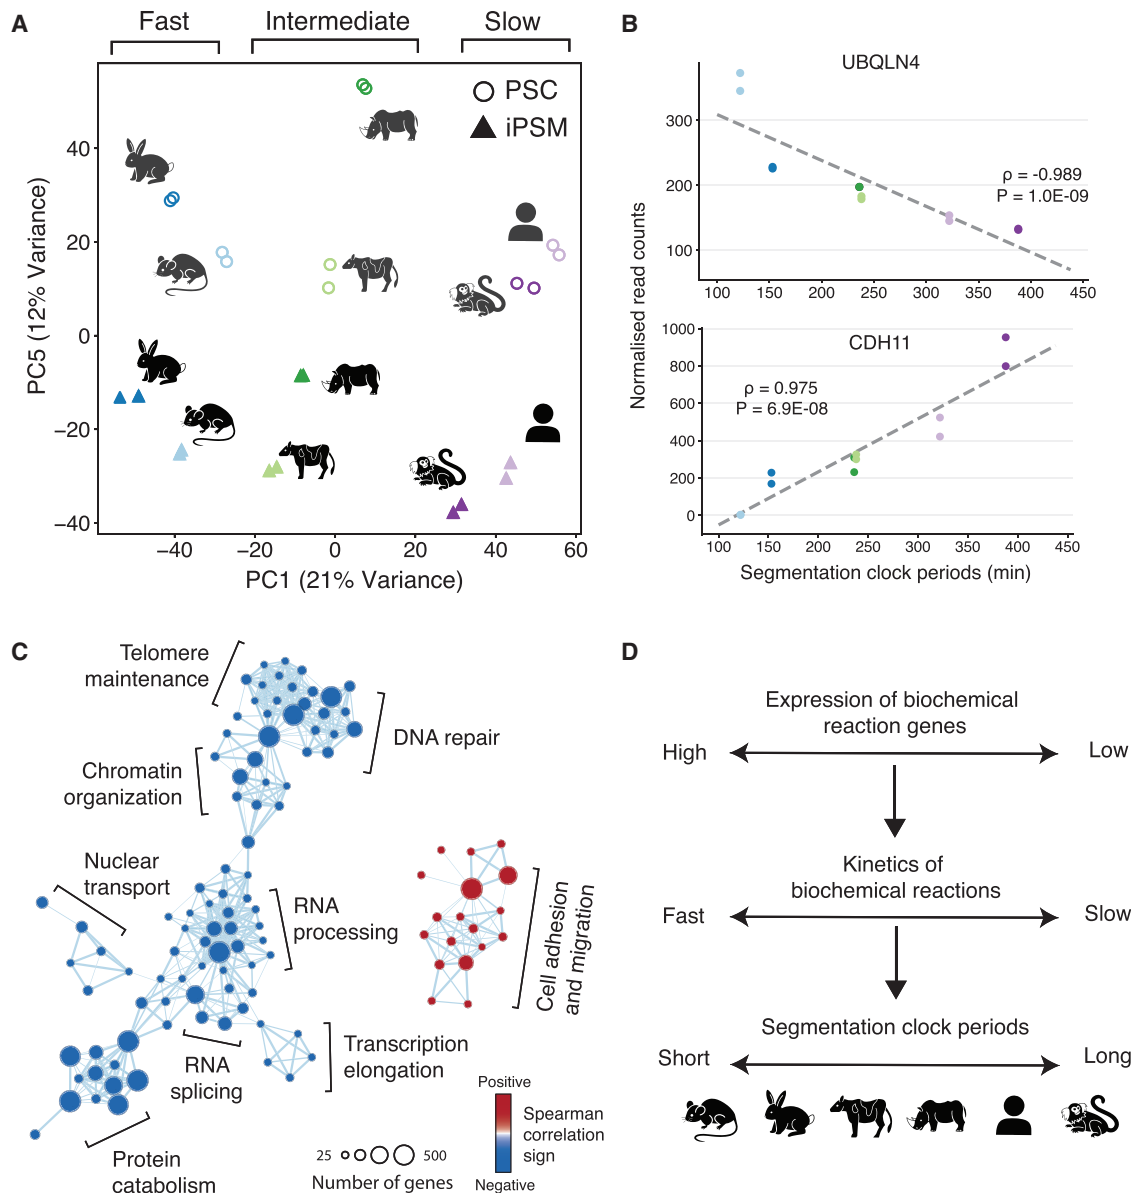 A
Fast
Intermediate
Slow
PSC
iPSM
PC5 (12% Variance)
40
20
0
−20
−40
−40
−20
0
20
40
60
PC1 (21% Variance)
B
UBQLN4
ρ = -0.989
P = 1.0E-09
300
200
100
100
150
200
250
300
350
400
450
Normalised read counts
CDH11
ρ = 0.975
P = 6.9E-08
1000
800
600
400
200
0
100
150
200
250
300
350
400
450
Segmentation clock periods (min)
C
Telomere
maintenance
DNA repair
Chromatin
organization
Nuclear
transport
RNA
processing
Cell adhesion
and migration
RNA
splicing
Transcription
elongation
Protein
catabolism
25
500
Number of genes
Positive
Spearman
correlation
sign
Negative
D
Expression of biochemical
reaction genes
High
Low
Kinetics of
biochemical reactions
Fast
Slow
Segmentation clock periods
Short
Long